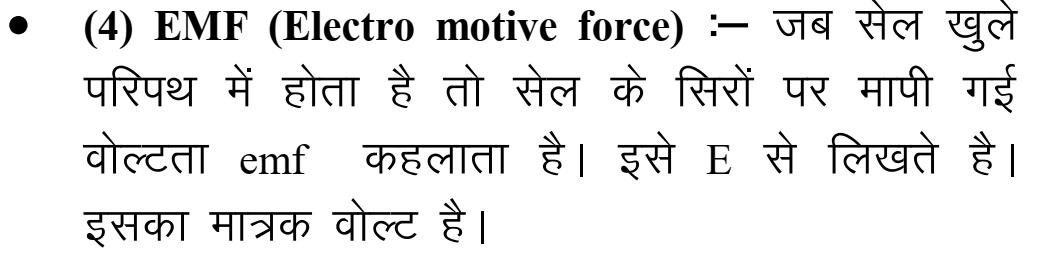 • (4) EMF (Electro motive force) :– जब सेल खुले
परिपथ में होता है तो सेल के सिरों पर मापी गई
वोल्टता emf कहलाता है। इसे E से लिखते है।
इसका मात्रक वोल्ट है।